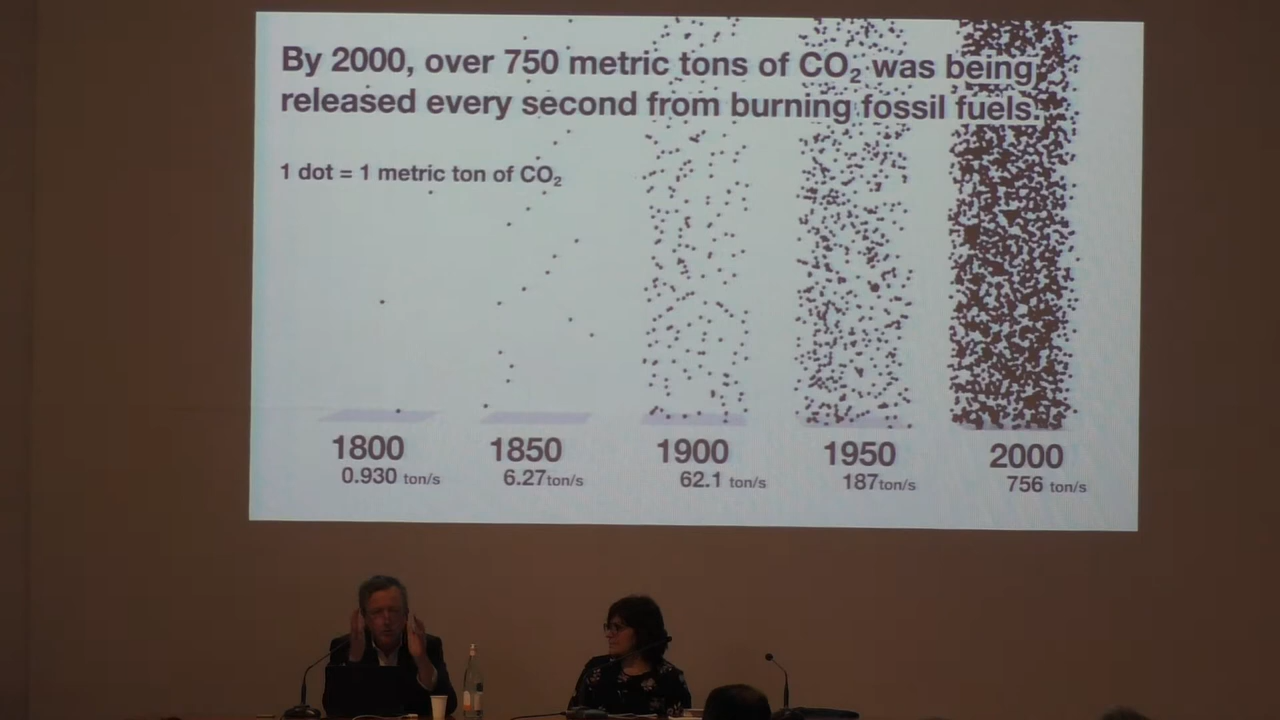 By 2000, over 750 metric tons of CO₂ was being
released every second from burning fossil fuels.
1 dot = 1 metric ton of CO₂
1800 1850 1900 1950 2000
0.930 ton/s 6.27ton/s 62.1 ton/s 187ton/s 756 ton/s